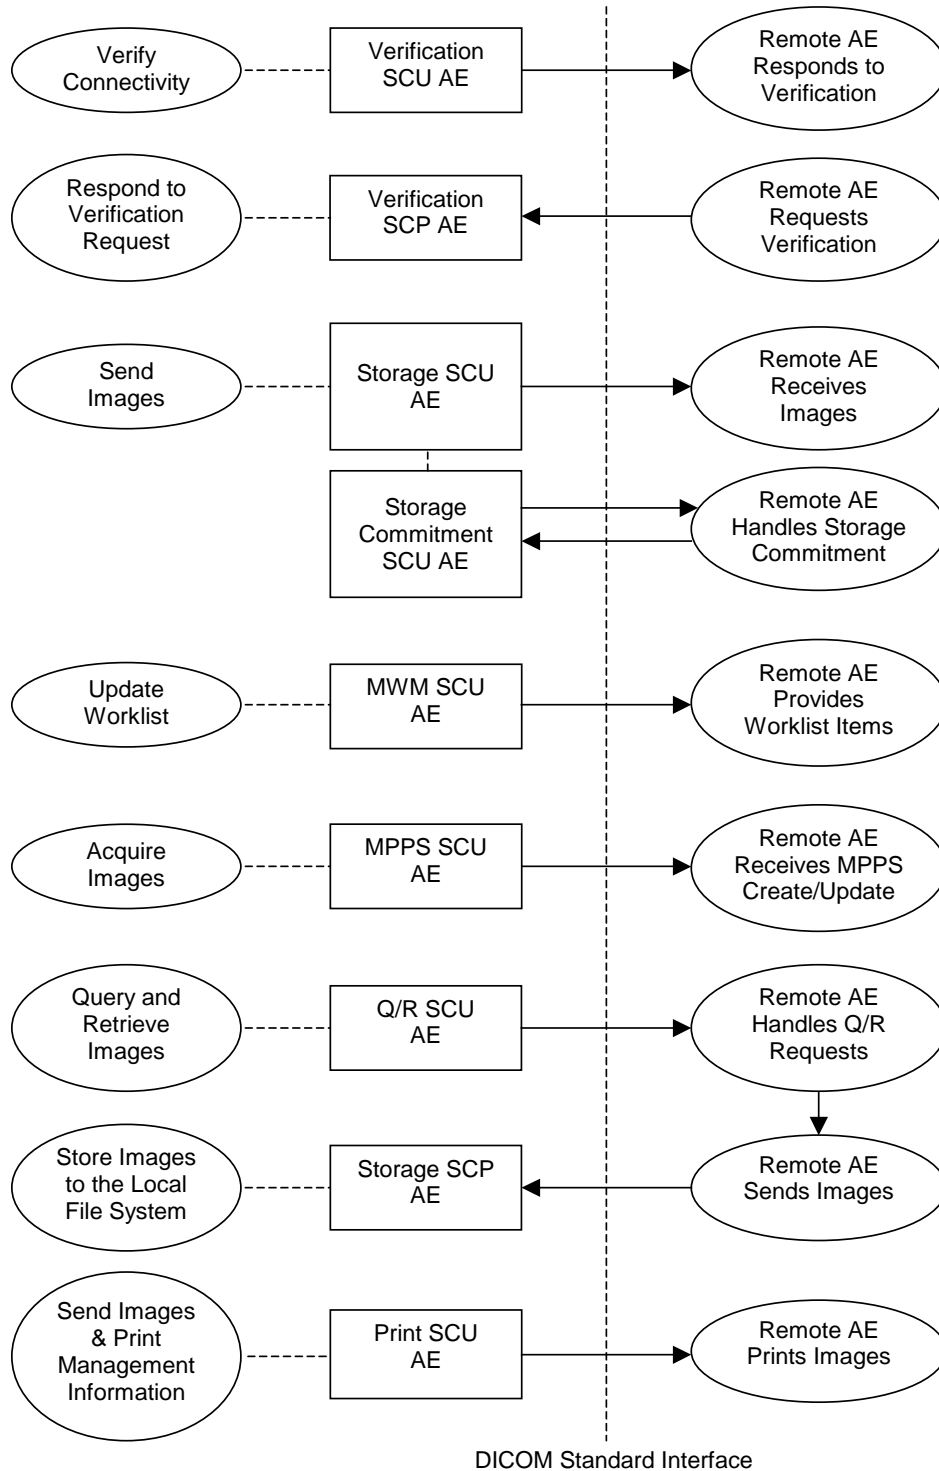 Verify
Connectivity
Verification
SCU AE
Remote AE
Responds to
Verification
Respond to
Verification
Request
Verification
SCP AE
Remote AE
Requests
Verification
Send
Images
Storage SCU
AE
Remote AE
Receives
Images
Storage
Commitment
SCU AE
Remote AE
Handles Storage
Commitment
Update
Worklist
MWM SCU
AE
Remote AE
Provides
Worklist Items
Acquire
Images
MPPS SCU
AE
Remote AE
Receives MPPS
Create/Update
Query and
Retrieve
Images
Q/R SCU
AE
Remote AE
Handles Q/R
Requests
Store Images
to the Local
File System
Storage SCP
AE
Remote AE
Sends Images
Send Images
& Print
Management
Information
Print SCU
AE
Remote AE
Prints Images
DICOM Standard Interface